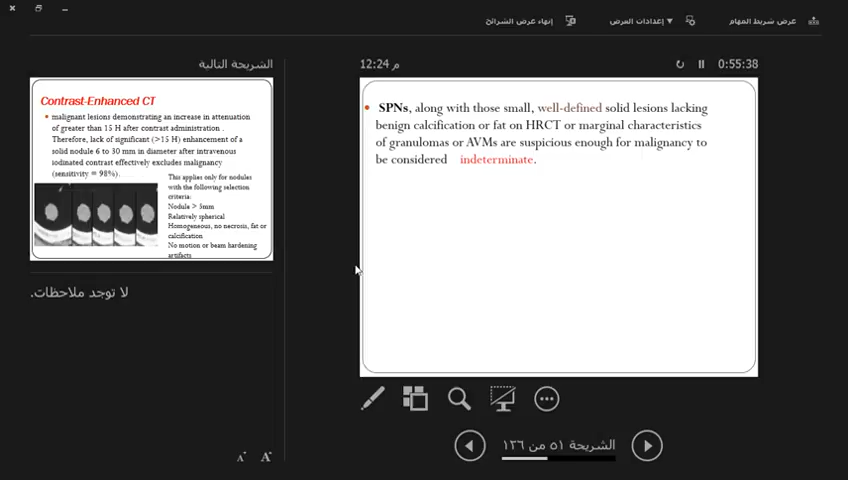 عرض شريط المهام
إعدادات العرض ▼
إنهاء عرض الشرائح
الشريحة التالية
Contrast-Enhanced CT
• malignant lesions demonstrating an increase in attenuation
of greater than 15 H after contrast administration .
Therefore, lack of significant (>15 H) enhancement of a
solid nodule 6 to 30 mm in diameter after intravenous
iodinated contrast effectively excludes malignancy
(sensitivity = 98%).
This applies only for nodules
with the following selection
criteria:
Nodule > 5mm
Relatively spherical
Homogeneous, no necrosis, fat or
calcification
No motion or beam hardening
artifacts
لا توجد ملاحظات.
A A
12:24 م
0:55:38
• SPNs, along with those small, well-defined solid lesions lacking
benign calcification or fat on HRCT or marginal characteristics
of granulomas or AVMs are suspicious enough for malignancy to
be considered indeterminate.
الشريحة ٥١ من ١٣٦